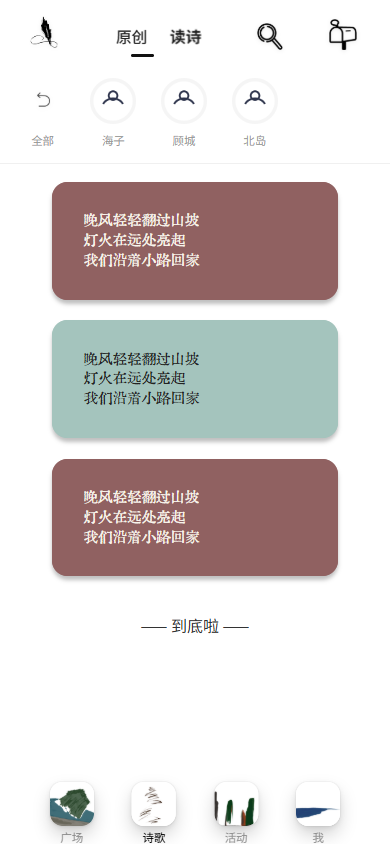 原创 读诗
全部 海子 顾城 北岛
晚风轻轻翻过山坡
灯火在远处亮起
我们沿着小路回家
晚风轻轻翻过山坡
灯火在远处亮起
我们沿着小路回家
晚风轻轻翻过山坡
灯火在远处亮起
我们沿着小路回家
—— 到底啦 ——
广场 诗歌 活动 我